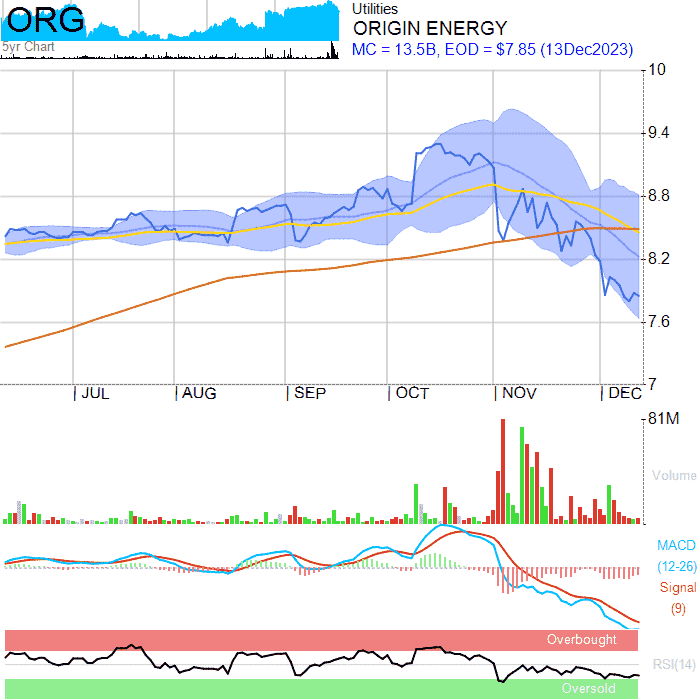 ORG
5yr Chart
Utilities
ORIGIN ENERGY
MC = 13.5B, EOD = $7.85 (13Dec2023)
10
9.4
8.8
8.2
7.6
7
JUL
AUG
SEP
OCT
NOV
DEC
81M
Volume
MACD
(12-26)
Signal
(9)
Overbought
RSI(14)
Oversold